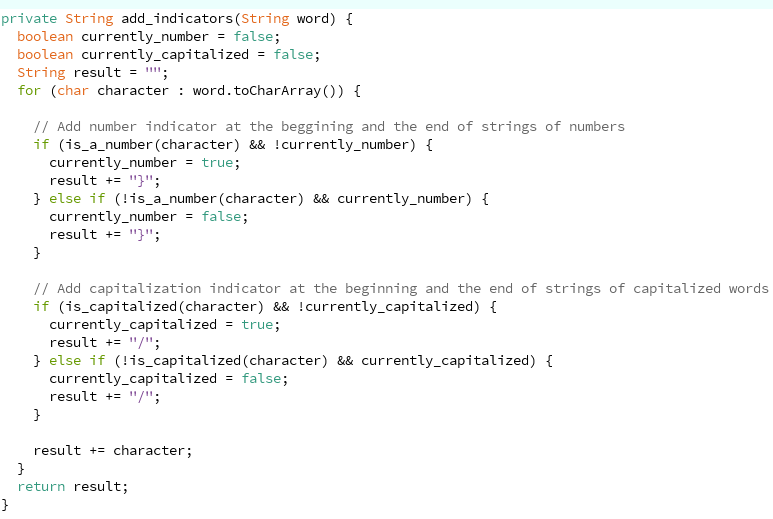 private String add_indicators(String word) {
  boolean currently_number = false;
  boolean currently_capitalized = false;
  String result = "";
  for (char character : word.toCharArray()) {

    // Add number indicator at the beggining and the end of strings of numbers
    if (is_a_number(character) && !currently_number) {
      currently_number = true;
      result += "}";
    } else if (!is_a_number(character) && currently_number) {
      currently_number = false;
      result += "}";
    }

    // Add capitalization indicator at the beginning and the end of strings of capitalized words
    if (is_capitalized(character) && !currently_capitalized) {
      currently_capitalized = true;
      result += "/";
    } else if (!is_capitalized(character) && currently_capitalized) {
      currently_capitalized = false;
      result += "/";
    }

    result += character;
  }
  return result;
}